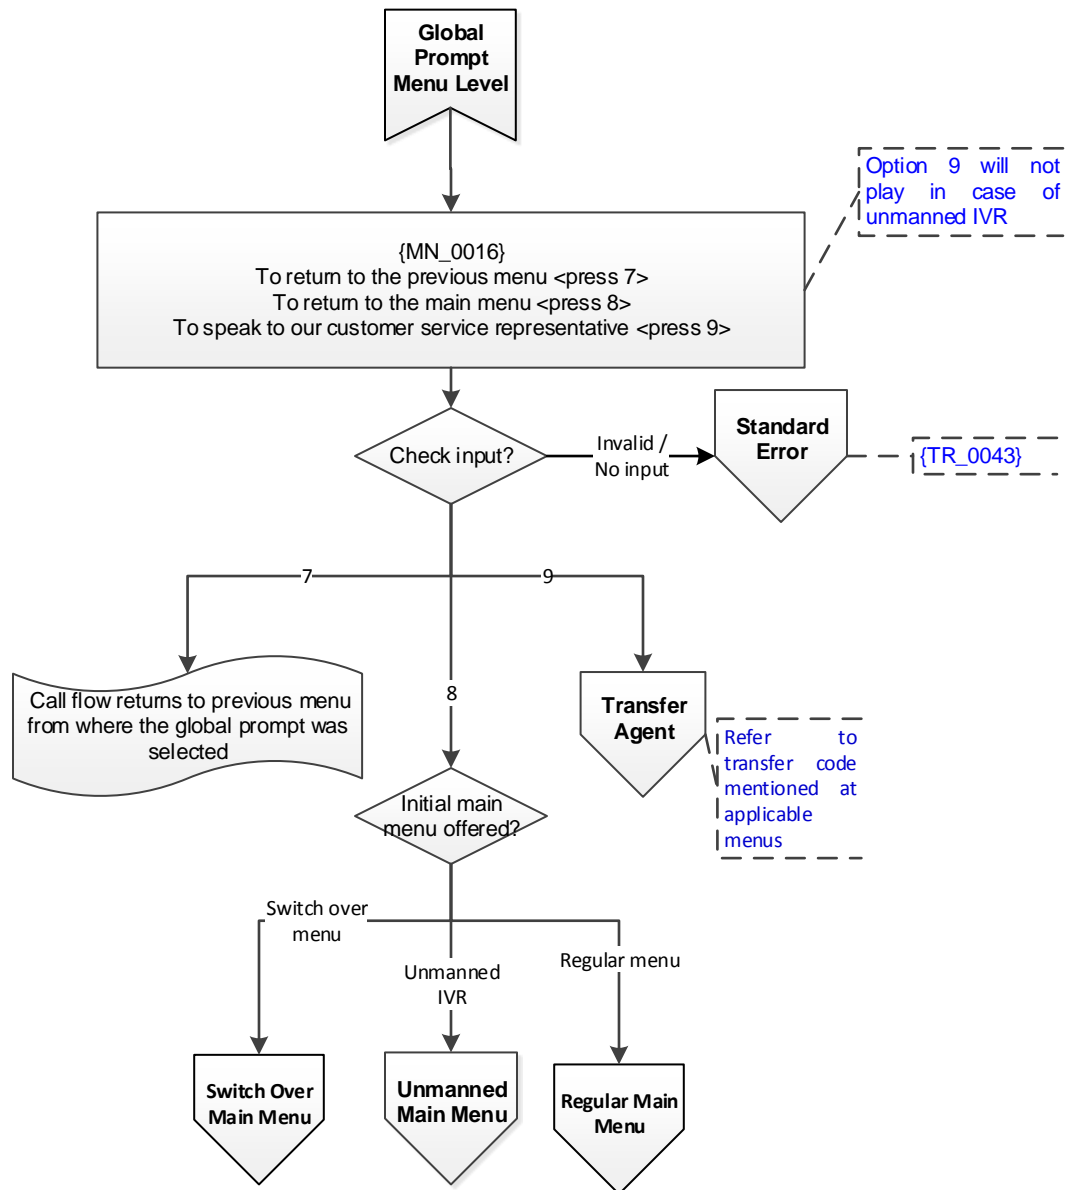 Global
Prompt
Menu Level
Option 9 will not
play in case of
unmanned IVR
{MN_0016}
To return to the previous menu <press 7>
To return to the main menu <press 8>
To speak to our customer service representative <press 9>
Check input?
Invalid /
No input
Standard
Error
{TR_0043}
7
9
8
Call flow returns to previous menu
from where the global prompt was
selected
Transfer
Agent
Refer to
transfer code
mentioned at
applicable
menus
Initial main
menu offered?
Switch over
menu
Unmanned
IVR
Regular menu
Switch Over
Main Menu
Unmanned
Main Menu
Regular Main
Menu